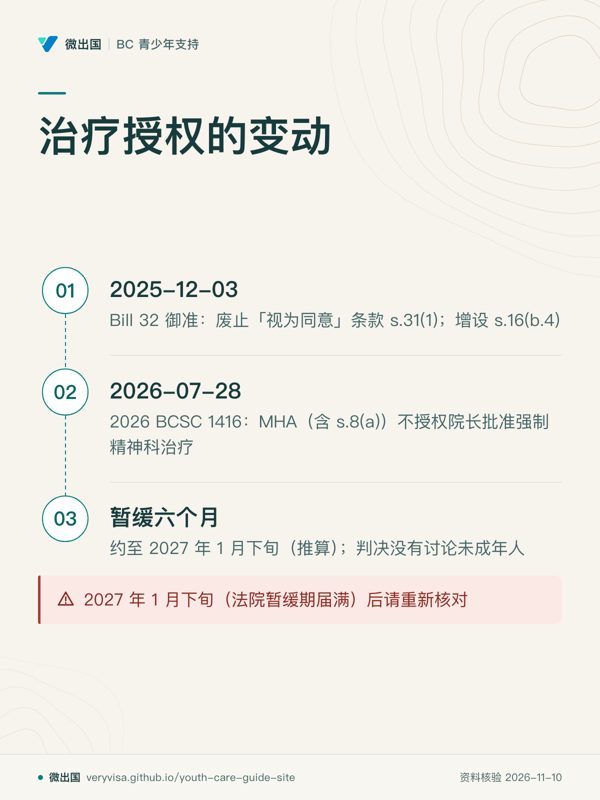 微出国 | BC 青少年支持
治疗授权的变动
01
2025-12-03
Bill 32 御准：废止「视为同意」条款 s.31(1)；增设 s.16(b.4)
02
2026-07-28
2026 BCSC 1416：MHA（含 s.8(a)）不授权院长批准强制
精神科治疗
03
暂缓六个月
约至 2027 年 1 月下旬（推算）；判决没有讨论未成年人
2027 年 1 月下旬（法院暂缓期届满）后请重新核对
微出国 veryvisa.github.io/youth-care-guide-site
资料核验 2026-11-10